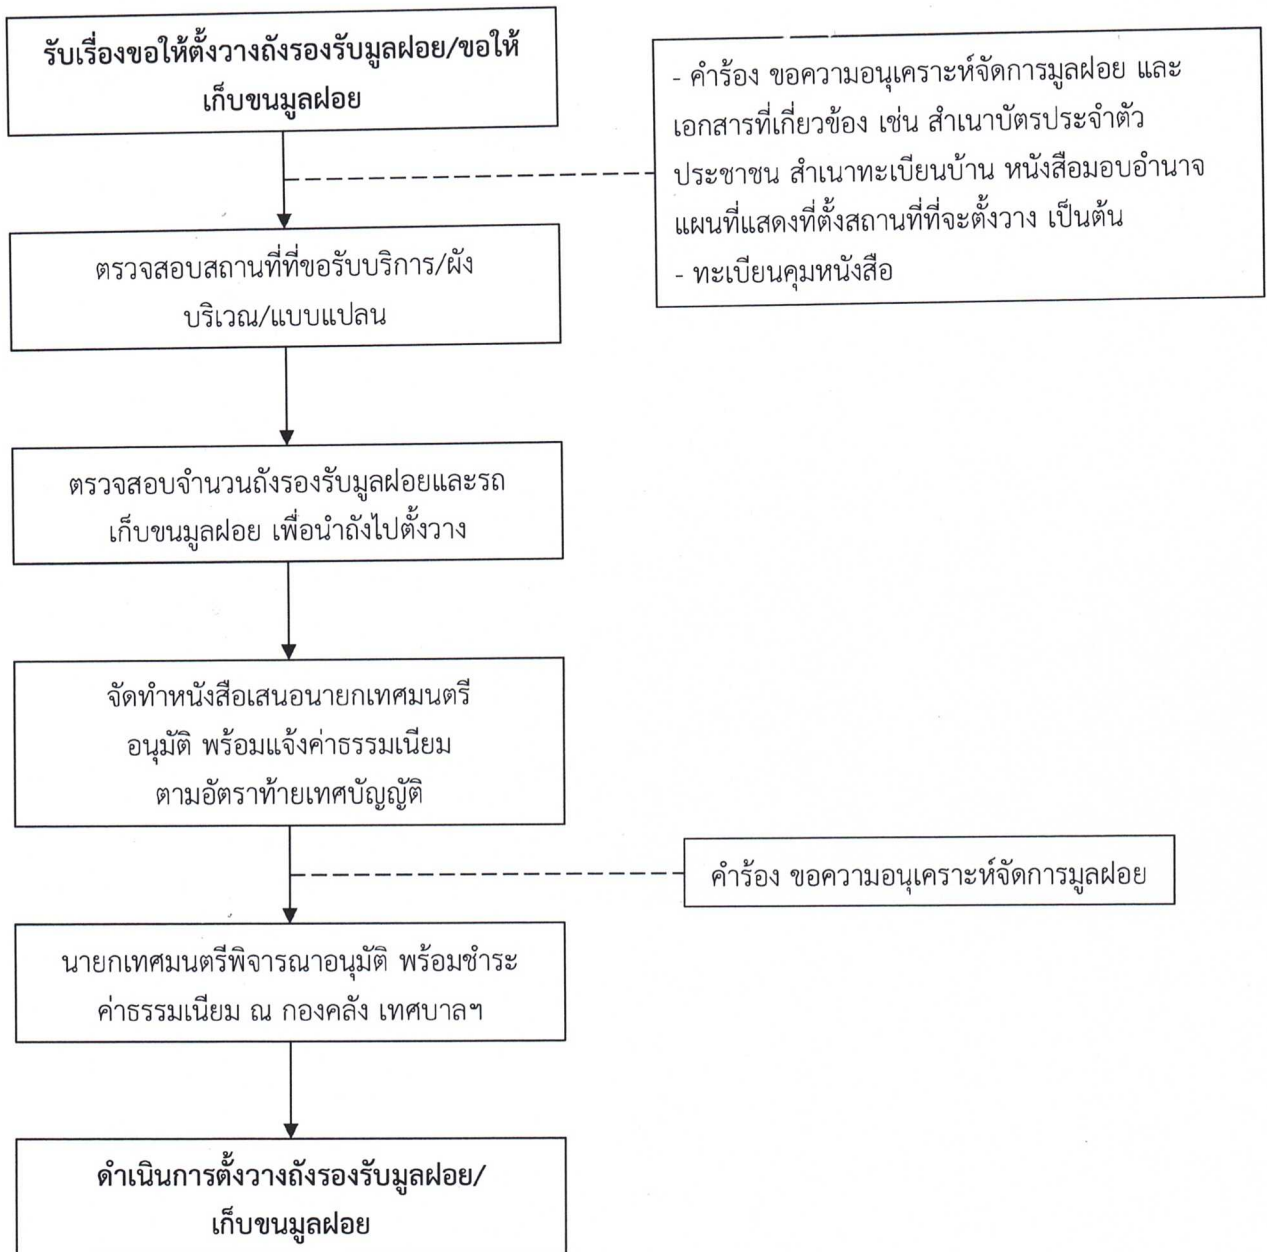 รับเรื่องขอให้ตั้งวางถังรองรับมูลฝอย/ขอให้
เก็บขนมูลฝอย
- คำร้อง ขอความอนุเคราะห์จัดการมูลฝอย และ
เอกสารที่เกี่ยวข้อง เช่น สำเนาบัตรประจำตัว
ประชาชน สำเนาทะเบียนบ้าน หนังสือมอบอำนาจ
แผนที่แสดงที่ตั้งสถานที่ที่จะตั้งวาง เป็นต้น
- ทะเบียนคุมหนังสือ
ตรวจสอบสถานที่ที่ขอรับบริการ/ผัง
บริเวณ/แบบแปลน
ตรวจสอบจำนวนถังรองรับมูลฝอยและรถ
เก็บขนมูลฝอย เพื่อนำถังไปตั้งวาง
จัดทำหนังสือเสนอนายกเทศมนตรี
อนุมัติ พร้อมแจ้งค่าธรรมเนียม
ตามอัตราท้ายเทศบัญญัติ
คำร้อง ขอความอนุเคราะห์จัดการมูลฝอย
นายกเทศมนตรีพิจารณาอนุมัติ พร้อมชำระ
ค่าธรรมเนียม ณ กองคลัง เทศบาลฯ
ดำเนินการตั้งวางถังรองรับมูลฝอย/
เก็บขนมูลฝอย